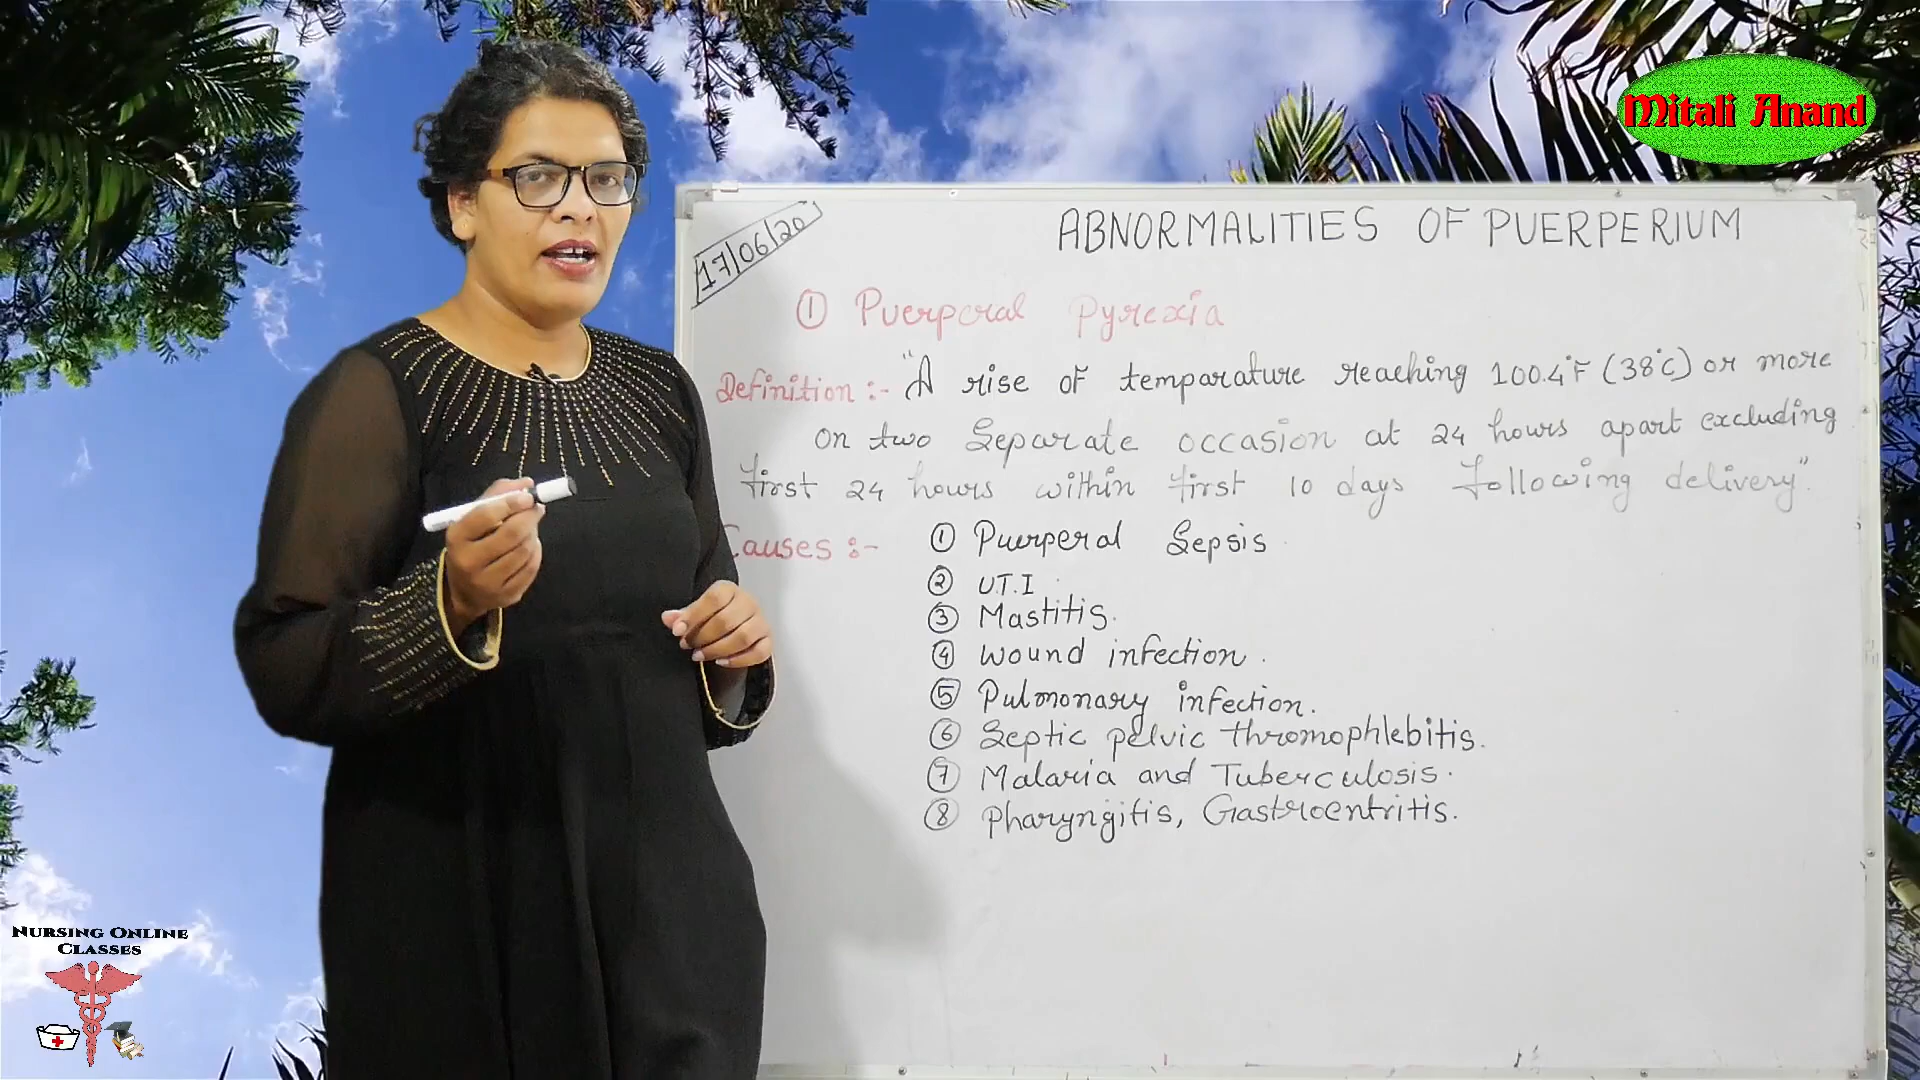 Mitali Anand
17/06/20
ABNORMALITIES OF PUERPERIUM
① Puerperal Pyrexia
Definition :- "A rise of temparature reaching 100.4°F (38°C) or more
on two Separate occasion at 24 hours apart excluding
first 24 hours within first 10 days following delivery".
Causes :- ① Puerperal Sepsis
② U.T.I
③ Mastitis.
④ Wound infection.
⑤ Pulmonary infection.
⑥ Septic pelvic thromophlebitis.
⑦ Malaria and Tuberculosis.
⑧ Pharyngitis, Gastroentritis.
NURSING ONLINE
CLASSES